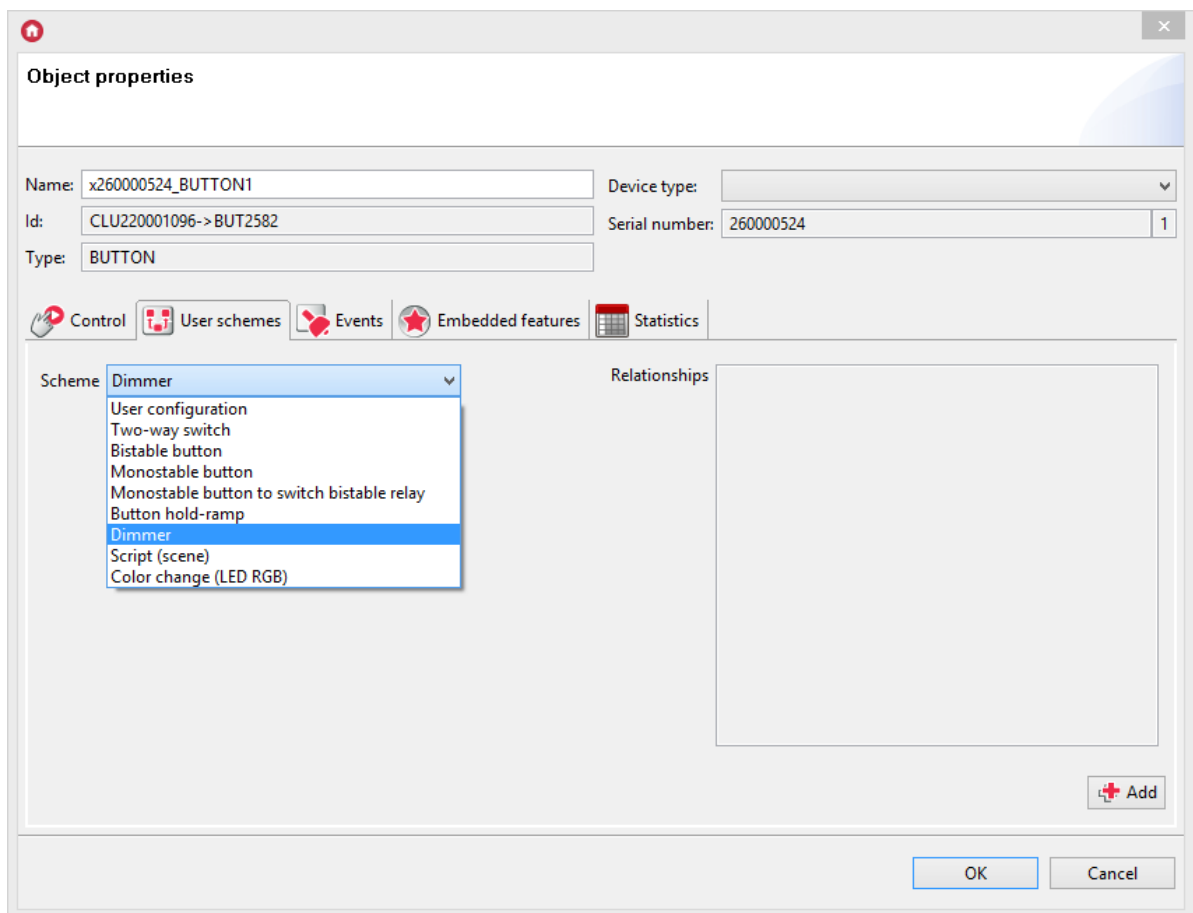 Object properties
Name: x260000524_BUTTON1
Device type:
Id: CLU220001096->BUT2582
Serial number: 260000524 1
Type: BUTTON
Control User schemes Events Embedded features Statistics
Scheme Dimmer
Relationships
User configuration
Two-way switch
Bistable button
Monostable button
Monostable button to switch bistable relay
Button hold-ramp
Dimmer
Script (scene)
Color change (LED RGB)
Add
OK Cancel